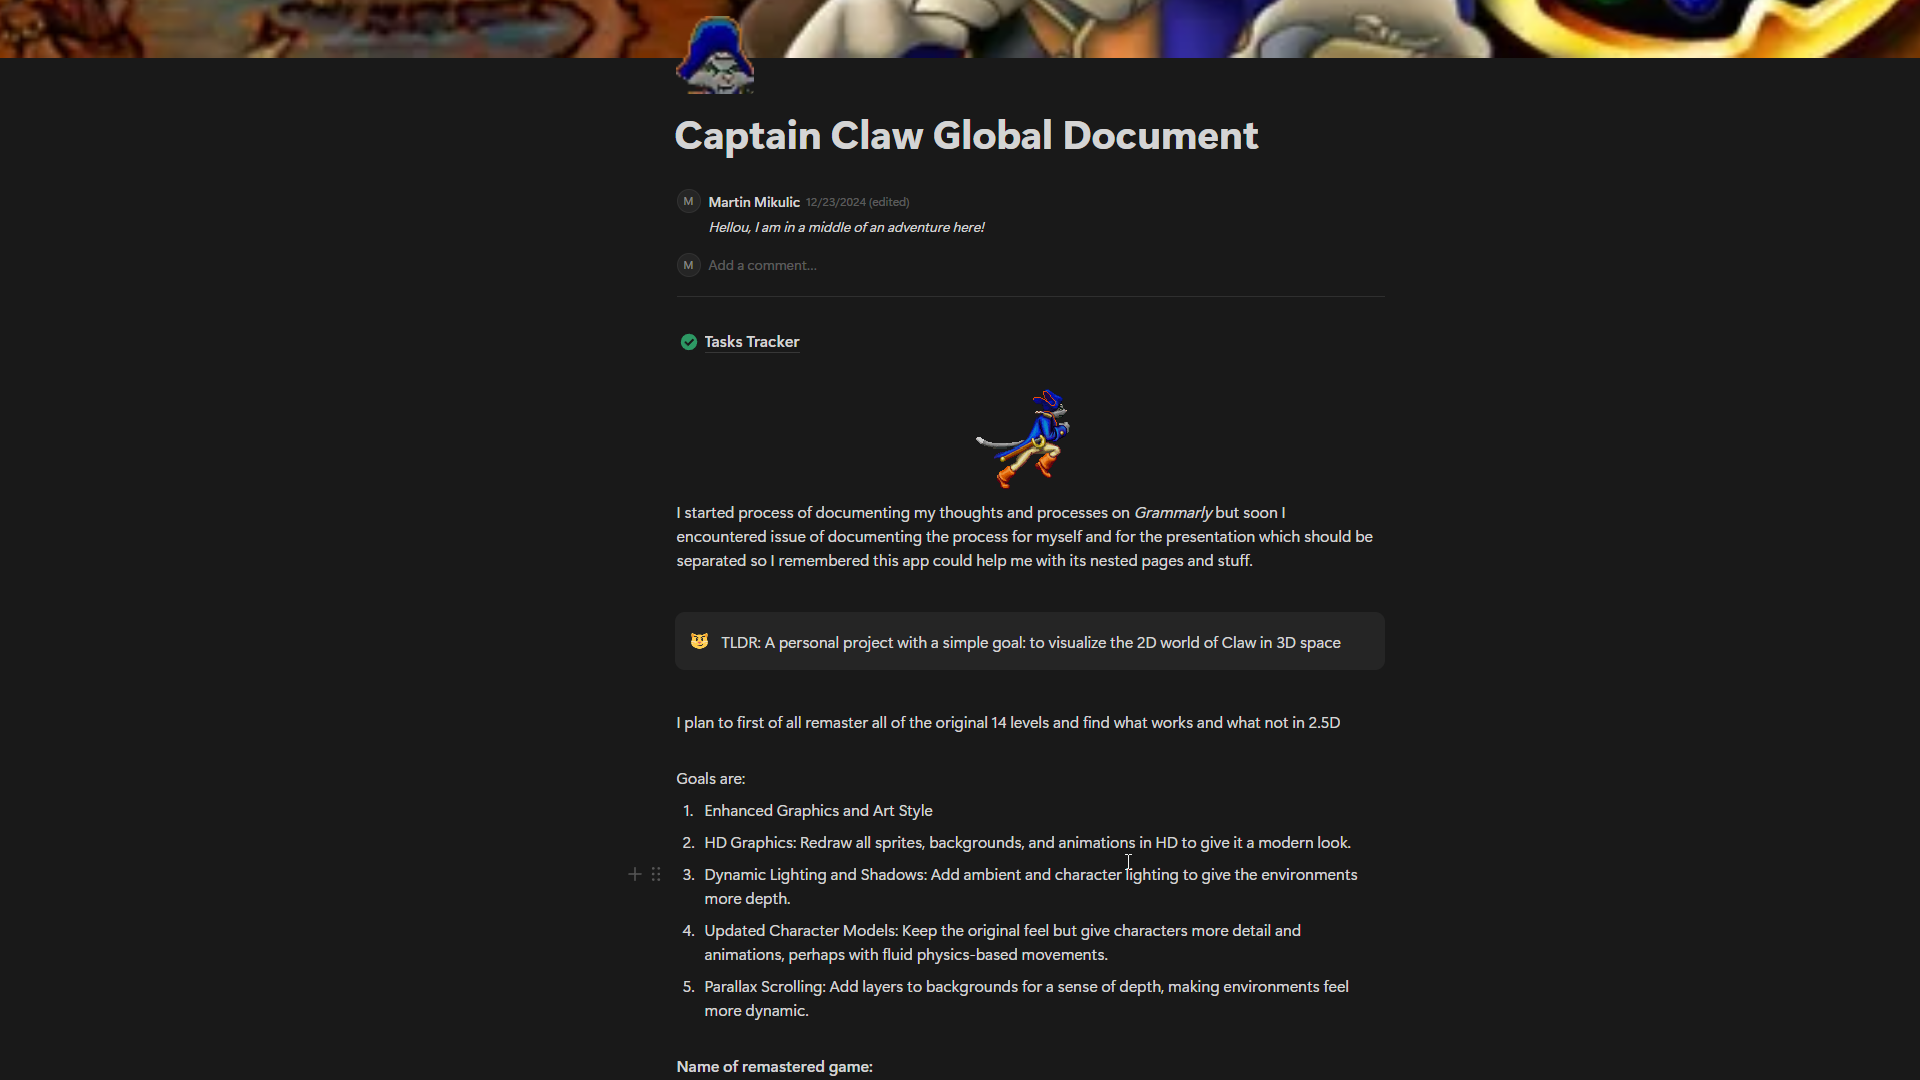 Captain Claw Global Document
M Martin Mikulic 12/23/2024 (edited)
Hellou, I am in a middle of an adventure here!
M Add a comment...
Tasks Tracker
I started process of documenting my thoughts and processes on Grammarly but soon I
encountered issue of documenting the process for myself and for the presentation which should be
separated so I remembered this app could help me with its nested pages and stuff.
TLDR: A personal project with a simple goal: to visualize the 2D world of Claw in 3D space
I plan to first of all remaster all of the original 14 levels and find what works and what not in 2.5D
Goals are:
1. Enhanced Graphics and Art Style
2. HD Graphics: Redraw all sprites, backgrounds, and animations in HD to give it a modern look.
3. Dynamic Lighting and Shadows: Add ambient and character lighting to give the environments
more depth.
4. Updated Character Models: Keep the original feel but give characters more detail and
animations, perhaps with fluid physics-based movements.
5. Parallax Scrolling: Add layers to backgrounds for a sense of depth, making environments feel
more dynamic.
Name of remastered game: